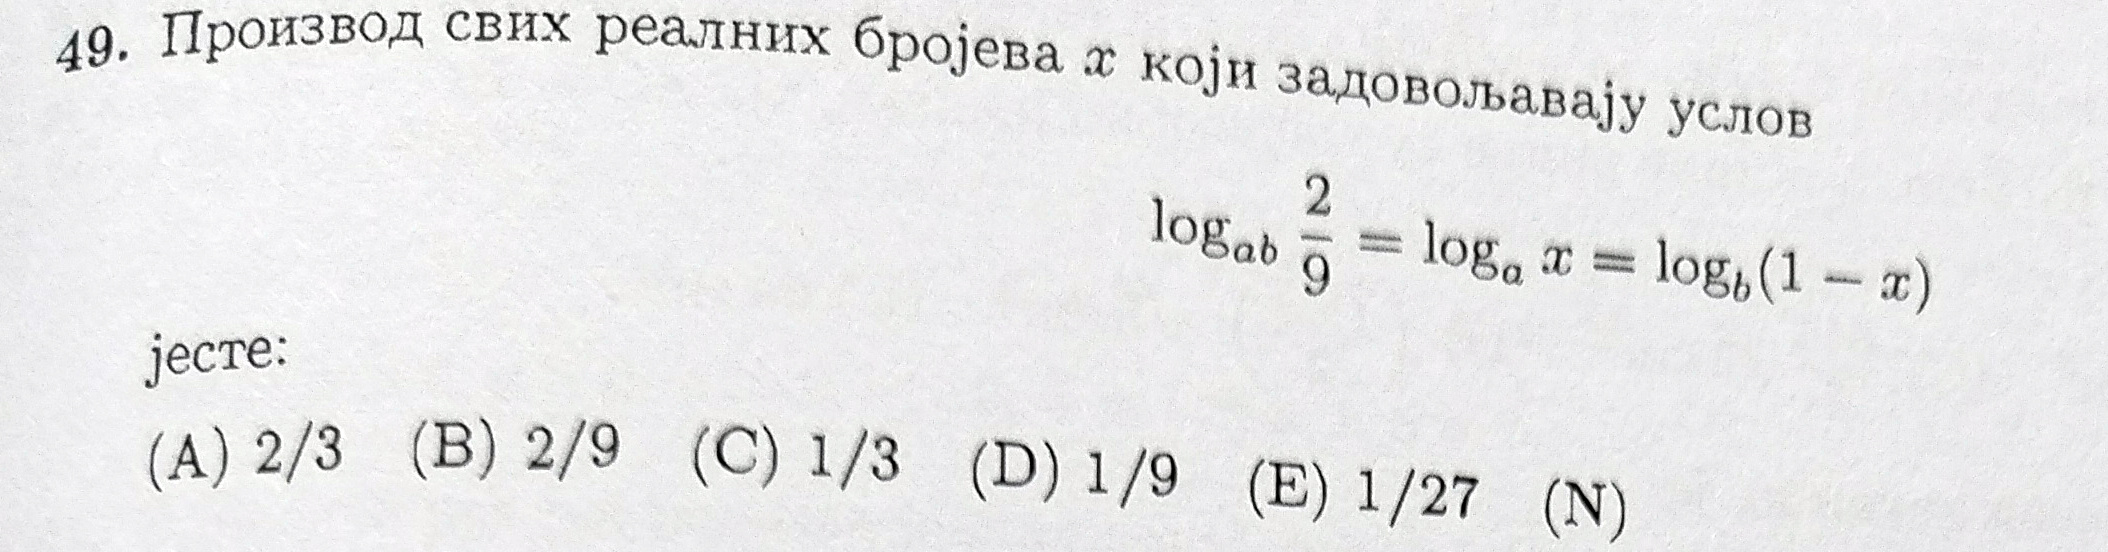 49. Производ свих реалних бројева x који задовољавају услов
log_{ab} \frac{2}{9} = log_a x = log_b(1 − x)
јесте:
(A) 2/3 (B) 2/9 (C) 1/3 (D) 1/9 (E) 1/27 (N)